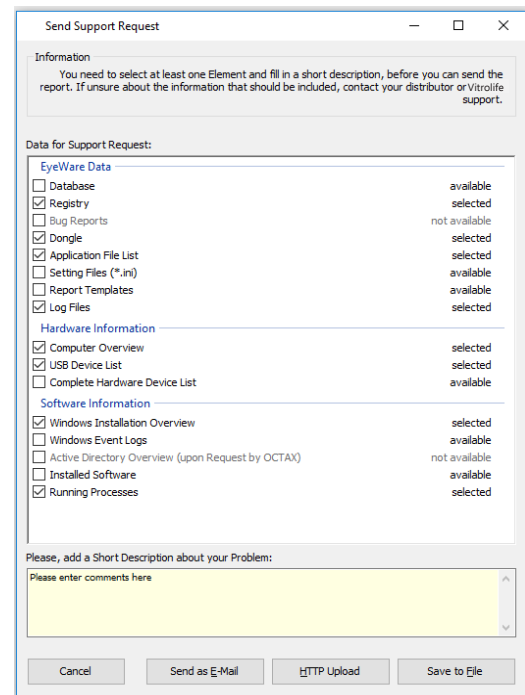 Send Support Request
Information
You need to select at least one Element and fill in a short description, before you can send the
report. If unsure about the information that should be included, contact your distributor or Vitrolife
support.
Data for Support Request:
EyeWare Data
Database available
Registry selected
Bug Reports not available
Dongle selected
Application File List selected
Setting Files (*.ini) available
Report Templates available
Log Files selected
Hardware Information
Computer Overview selected
USB Device List selected
Complete Hardware Device List available
Software Information
Windows Installation Overview selected
Windows Event Logs available
Active Directory Overview (upon Request by OCTAX) not available
Installed Software available
Running Processes selected
Please, add a Short Description about your Problem:
Please enter comments here
Cancel Send as E-Mail HTTP Upload Save to File